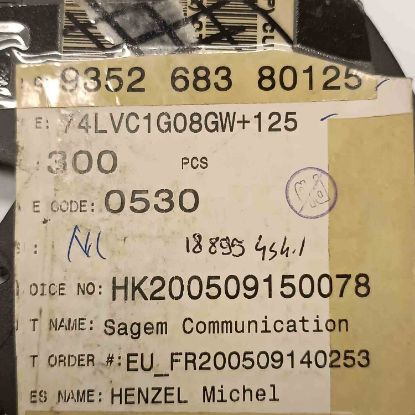 9352 683 80125
E: 74LVC1G08GW+125
: 300 PCS
E CODE: 0530
: NC 18895 454.1
OICE NO: HK200509150078
T NAME: Sagem Communication
T ORDER #: EU_FR200509140253
ES NAME: HENZEL Michel